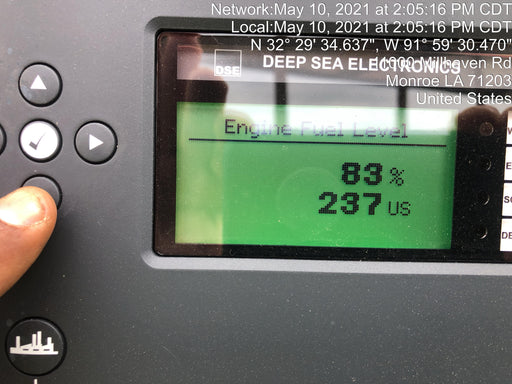 Network:May 10, 2021 at 2:05:16 PM CDT
Local:May 10, 2021 at 2:05:16 PM CDT
N 32° 29' 34.637", W 91° 59' 30.470"
DSE DEEP SEA ELECTRONICS
Millhaven Rd
Monroe LA 71203
United States
Engine Fuel Level
83 %
237 US